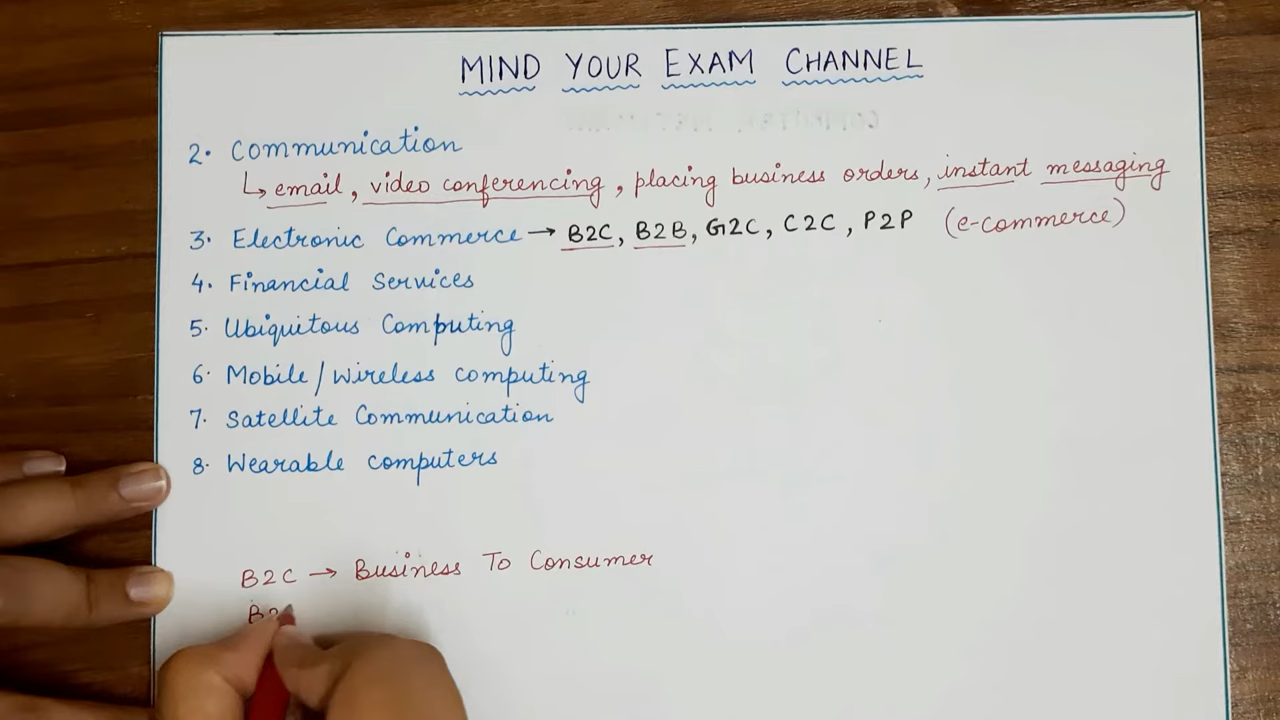 MIND YOUR EXAM CHANNEL
2. Communication
↳ email, video conferencing, placing business orders, instant messaging
3. Electronic Commerce → B2C, B2B, G2C, C2C, P2P (e-commerce)
4. Financial Services
5. Ubiquitous Computing
6. Mobile/Wireless computing
7. Satellite Communication
8. Wearable computers
B2C → Business To Consumer
B2